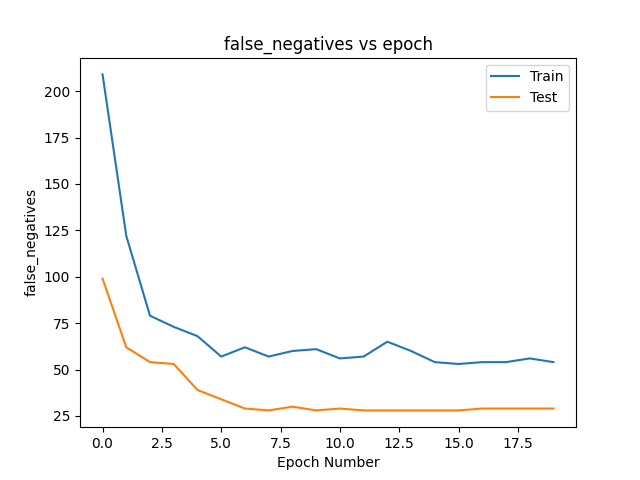 false_negatives vs epoch
Train
Test
false_negatives
200
175
150
125
100
75
50
25
0.0 2.5 5.0 7.5 10.0 12.5 15.0 17.5
Epoch Number